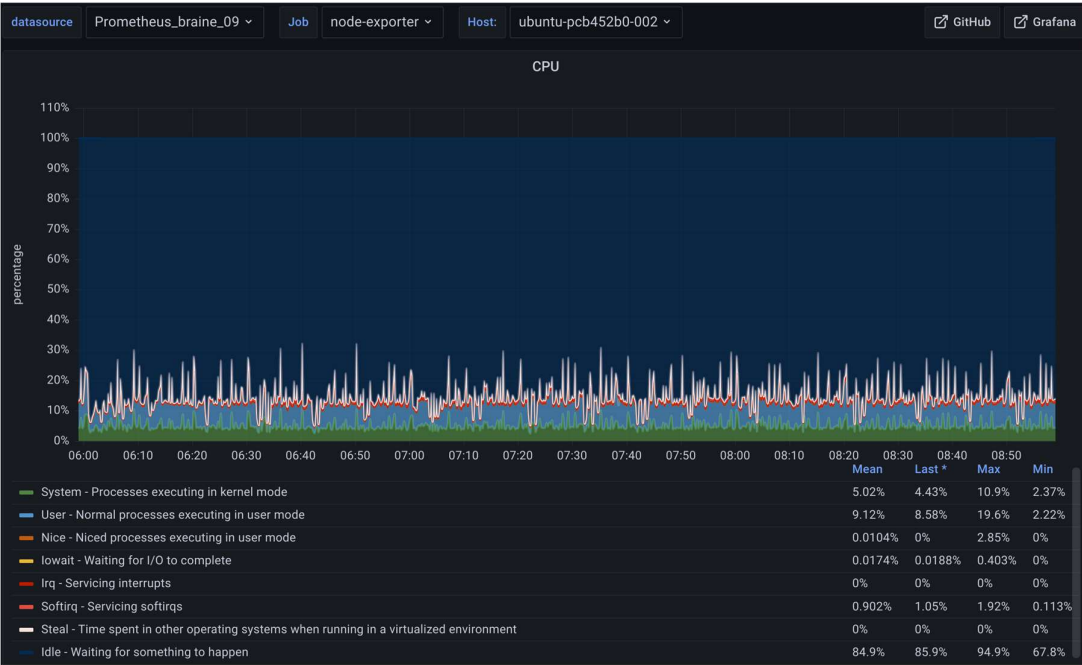 datasource Prometheus_braine_09 Job node-exporter Host: ubuntu-pcb452b0-002 GitHub Grafana
CPU
110%
100%
90%
80%
70%
60%
50%
40%
30%
20%
10%
0%
percentage
06:00 06:10 06:20 06:30 06:40 06:50 07:00 07:10 07:20 07:30 07:40 07:50 08:00 08:10 08:20 08:30 08:40 08:50
Mean Last * Max Min
System - Processes executing in kernel mode 5.02% 4.43% 10.9% 2.37%
User - Normal processes executing in user mode 9.12% 8.58% 19.6% 2.22%
Nice - Niced processes executing in user mode 0.0104% 0% 2.85% 0%
Iowait - Waiting for I/O to complete 0.0174% 0.0188% 0.403% 0%
Irq - Servicing interrupts 0% 0% 0% 0%
Softirq - Servicing softirqs 0.902% 1.05% 1.92% 0.113%
Steal - Time spent in other operating systems when running in a virtualized environment 0% 0% 0% 0%
Idle - Waiting for something to happen 84.9% 85.9% 94.9% 67.8%